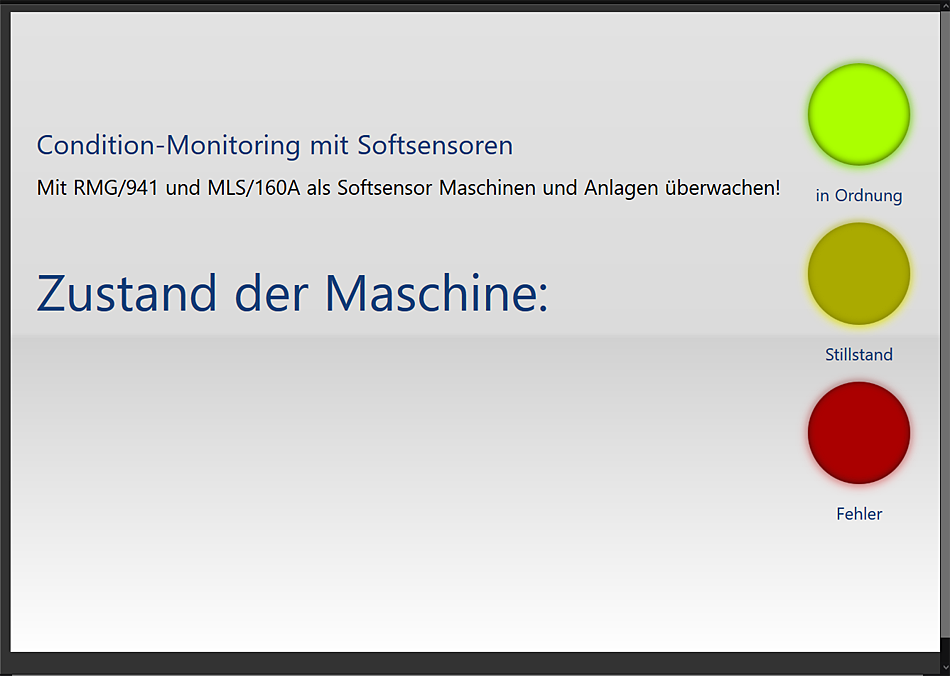 Condition-Monitoring mit Softsensoren
Mit RMG/941 und MLS/160A als Softsensor Maschinen und Anlagen überwachen!
Zustand der Maschine:
in Ordnung
Stillstand
Fehler